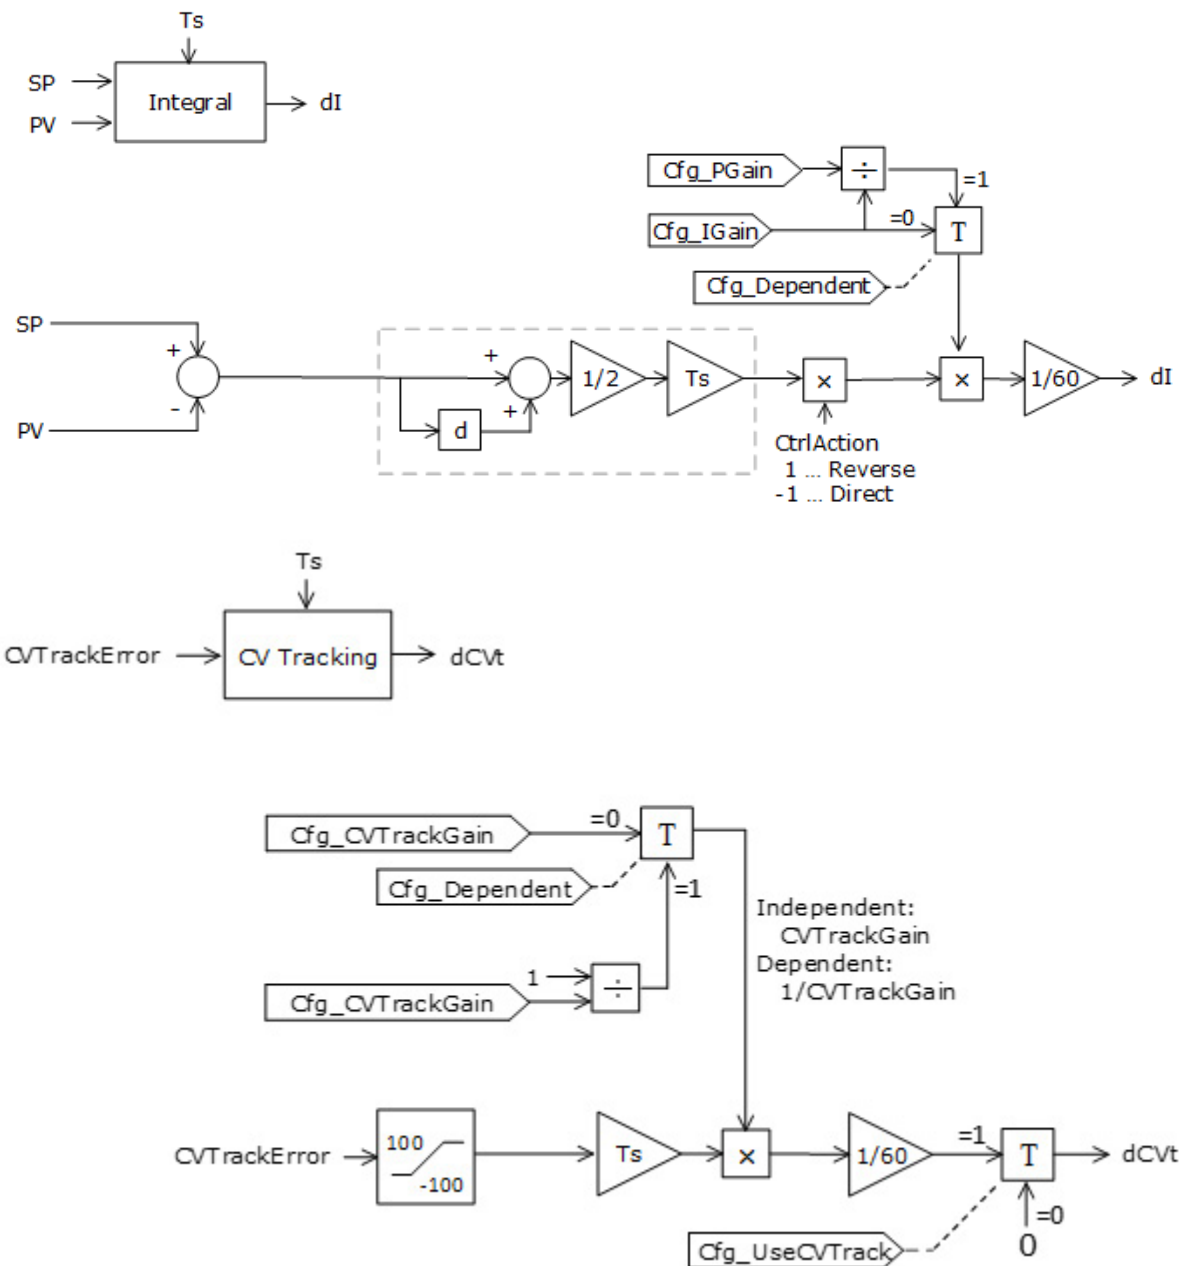 Ts
SP
Integral
dI
PV
Cfg_PGain
÷
=1
Cfg_IGain
=0
T
Cfg_Dependent
SP
+
-
PV
+
+
d
1/2
Ts
×
×
1/60
dI
CtrlAction
1 ... Reverse
-1 ... Direct
Ts
CVTrackError
CV Tracking
dCVt
Cfg_CVTrackGain
=0
T
Cfg_Dependent
=1
Independent:
CVTrackGain
Dependent:
1/CVTrackGain
1
÷
Cfg_CVTrackGain
CVTrackError
100
-100
Ts
×
1/60
=1
T
dCVt
=0
0
Cfg_UseCVTrack